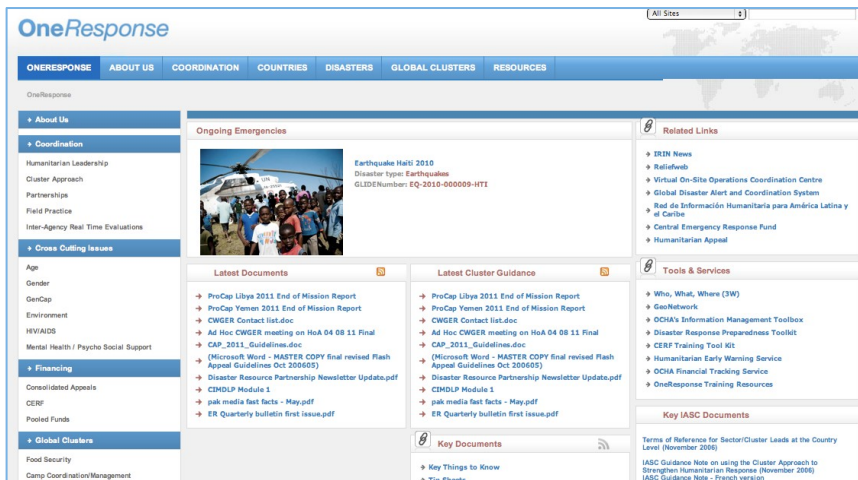 All Sites
OneResponse
ONERESPONSE ABOUT US COORDINATION COUNTRIES DISASTERS GLOBAL CLUSTERS RESOURCES
OneResponse
+ About Us
+ Coordination
Humanitarian Leadership
Cluster Approach
Partnerships
Field Practice
Inter-Agency Real Time Evaluations
+ Cross Cutting Issues
Age
Gender
GenCap
Environment
HIV/AIDS
Mental Health / Psycho Social Support
+ Financing
Consolidated Appeals
CERF
Pooled Funds
+ Global Clusters
Food Security
Camp Coordination/Management
Ongoing Emergencies
UN
Earthquake Haiti 2010
Disaster type: Earthquakes
GLIDENumber: EQ-2010-000009-HTI
Latest Documents
ProCap Libya 2011 End of Mission Report
ProCap Yemen 2011 End of Mission Report
CWGER Contact list.doc
Ad Hoc CWGER meeting on HoA 04 08 11 Final
CAP_2011_Guidelines.doc
(Microsoft Word - MASTER COPY final revised Flash
Appeal Guidelines Oct 200605)
Disaster Resource Partnership Newsletter Update.pdf
CIMDLP Module 1
pak media fast facts - May.pdf
ER Quarterly bulletin first issue.pdf
Latest Cluster Guidance
ProCap Libya 2011 End of Mission Report
ProCap Yemen 2011 End of Mission Report
CWGER Contact list.doc
Ad Hoc CWGER meeting on HoA 04 08 11 Final
CAP_2011_Guidelines.doc
(Microsoft Word - MASTER COPY final revised Flash
Appeal Guidelines Oct 200605)
Disaster Resource Partnership Newsletter Update.pdf
CIMDLP Module 1
pak media fast facts - May.pdf
ER Quarterly bulletin first issue.pdf
Key Documents
Key Things to Know
Tip Sheets
Related Links
IRIN News
Reliefweb
Virtual On-Site Operations Coordination Centre
Global Disaster Alert and Coordination System
Red de Información Humanitaria para América Latina y
el Caribe
Central Emergency Response Fund
Humanitarian Appeal
Tools & Services
Who, What, Where (3W)
GeoNetwork
OCHA's Information Management Toolbox
Disaster Response Preparedness Toolkit
CERF Training Tool Kit
Humanitarian Early Warning Service
OCHA Financial Tracking Service
OneResponse Training Resources
Key IASC Documents
Terms of Reference for Sector/Cluster Leads at the Country
Level (November 2006)
IASC Guidance Note on using the Cluster Approach to
Strengthen Humanitarian Response (November 2006)
IASC Guidance Note - French version